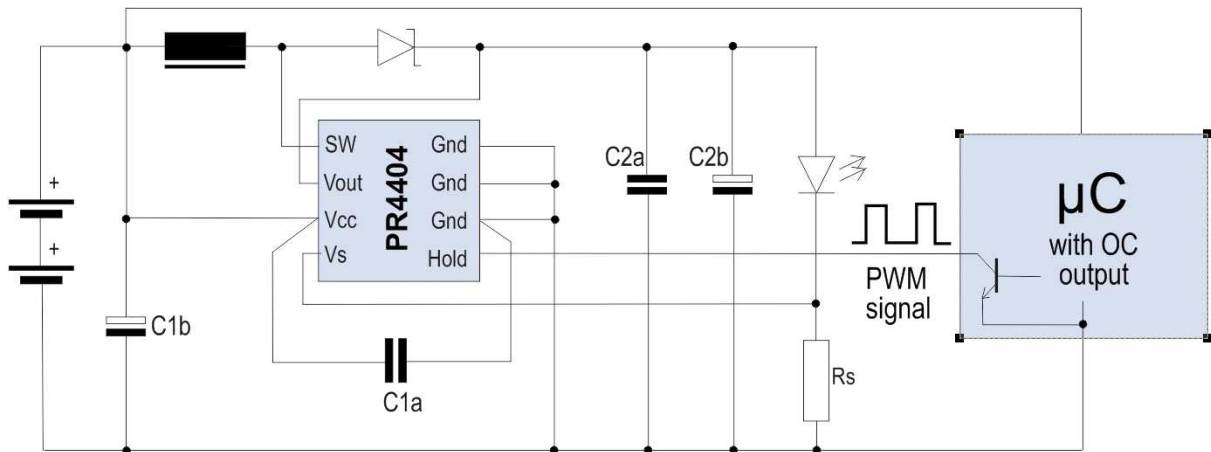 SW
Vout
Vcc
Vs
PR4404
Gnd
Gnd
Gnd
Hold
C2a
C2b
+
+
C1b
C1a
Rs
PWM
signal
µC
with OC
output